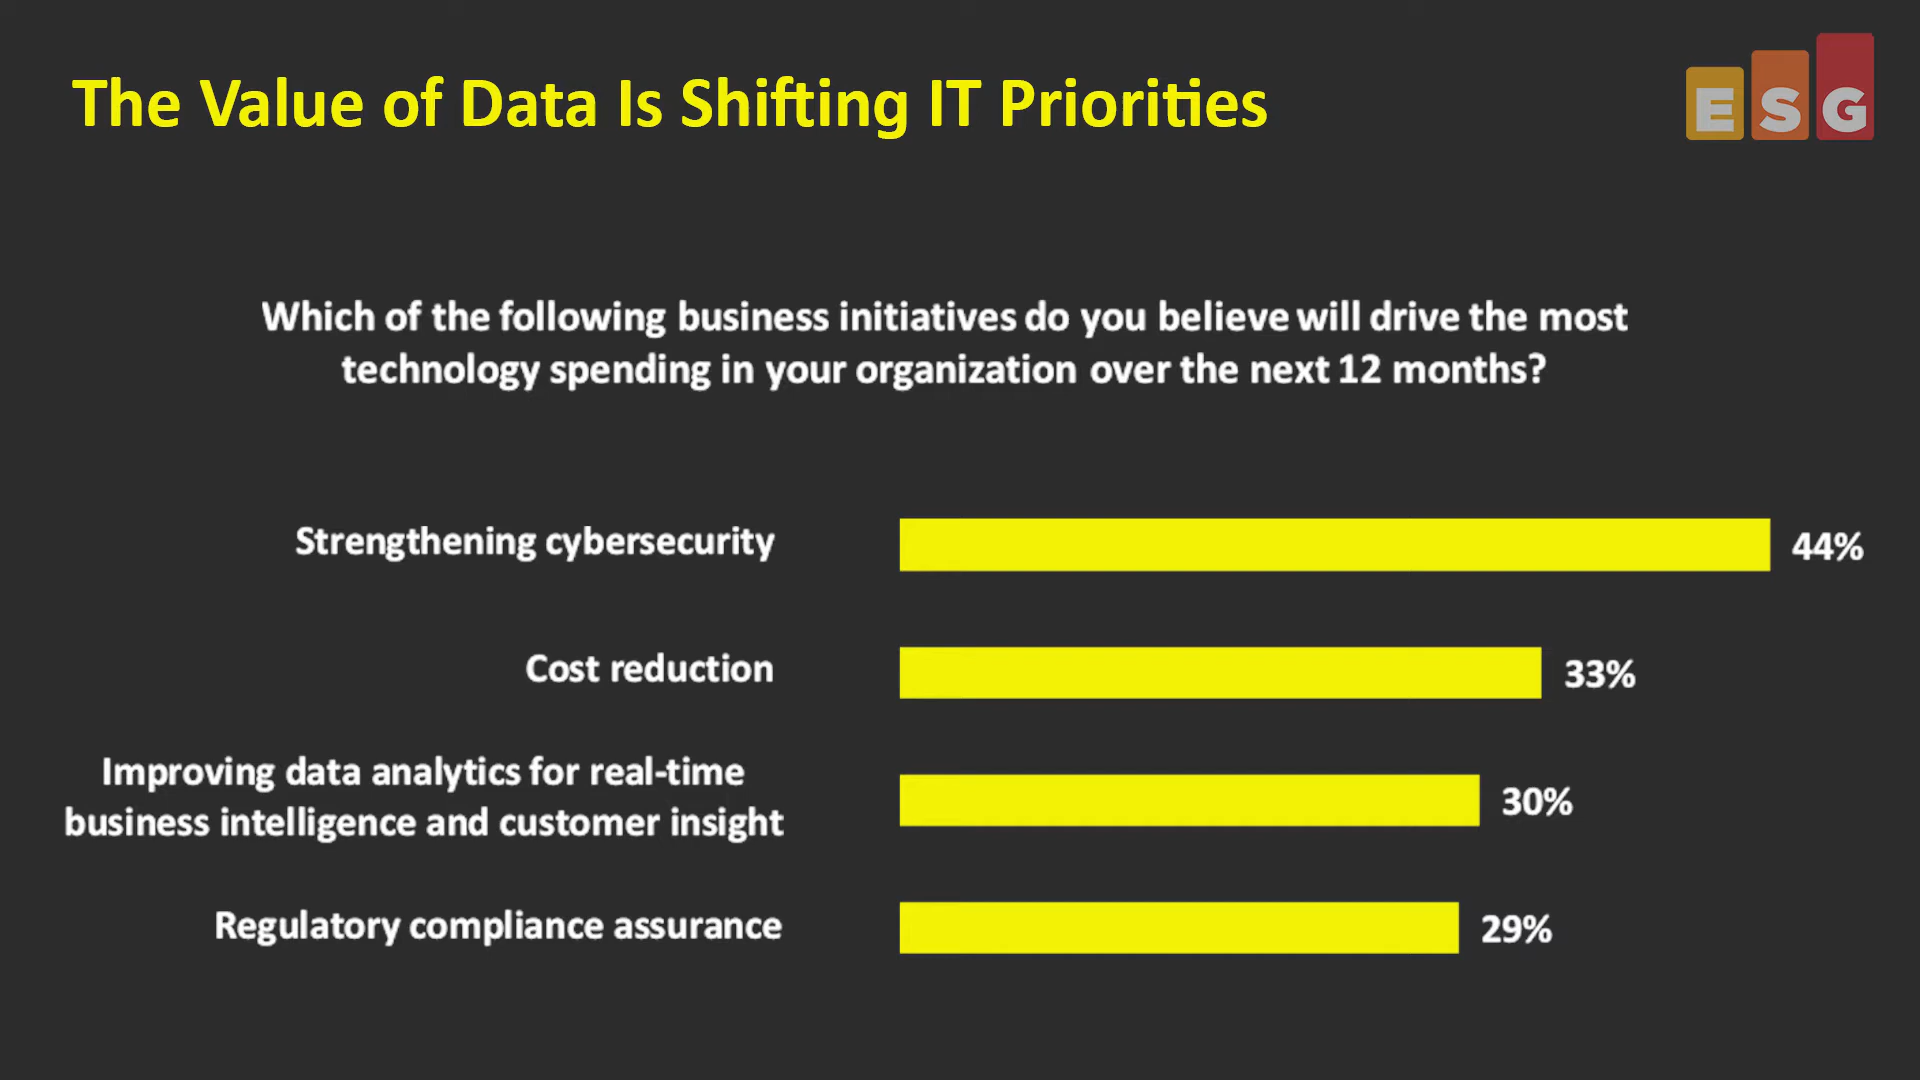 The Value of Data Is Shifting IT Priorities
ESG
Which of the following business initiatives do you believe will drive the most
technology spending in your organization over the next 12 months?
Strengthening cybersecurity
44%
Cost reduction
33%
Improving data analytics for real-time
business intelligence and customer insight
30%
Regulatory compliance assurance
29%